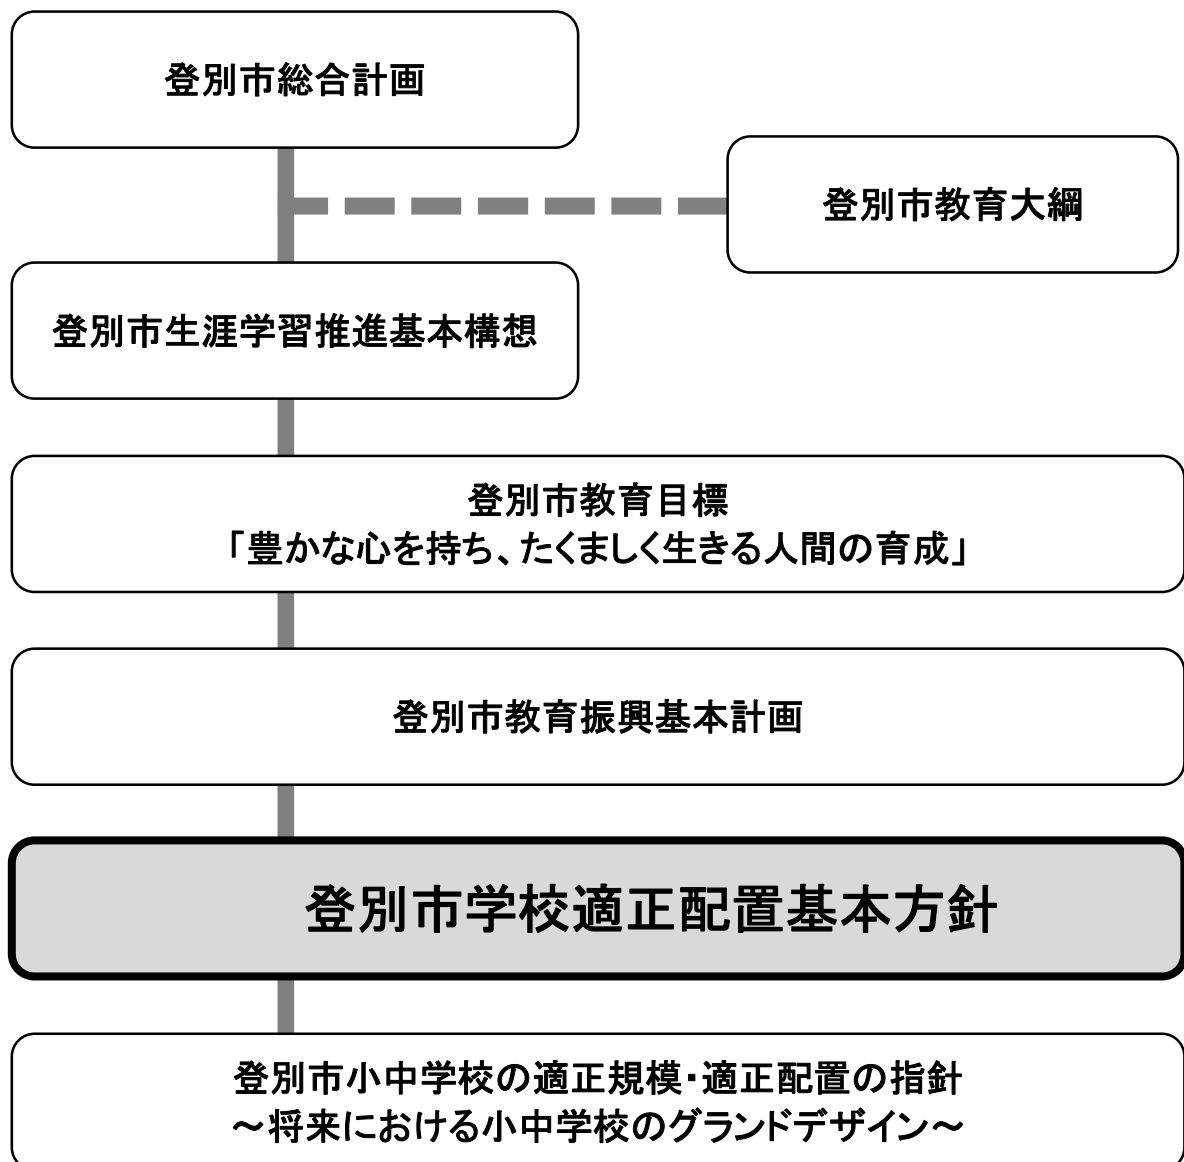 登別市総合計画
登別市教育大綱
登別市生涯学習推進基本構想
登別市教育目標
「豊かな心を持ち、たくましく生きる人間の育成」
登別市教育振興基本計画
登別市学校適正配置基本方針
登別市小中学校の適正規模・適正配置の指針
～将来における小中学校のグランドデザイン～